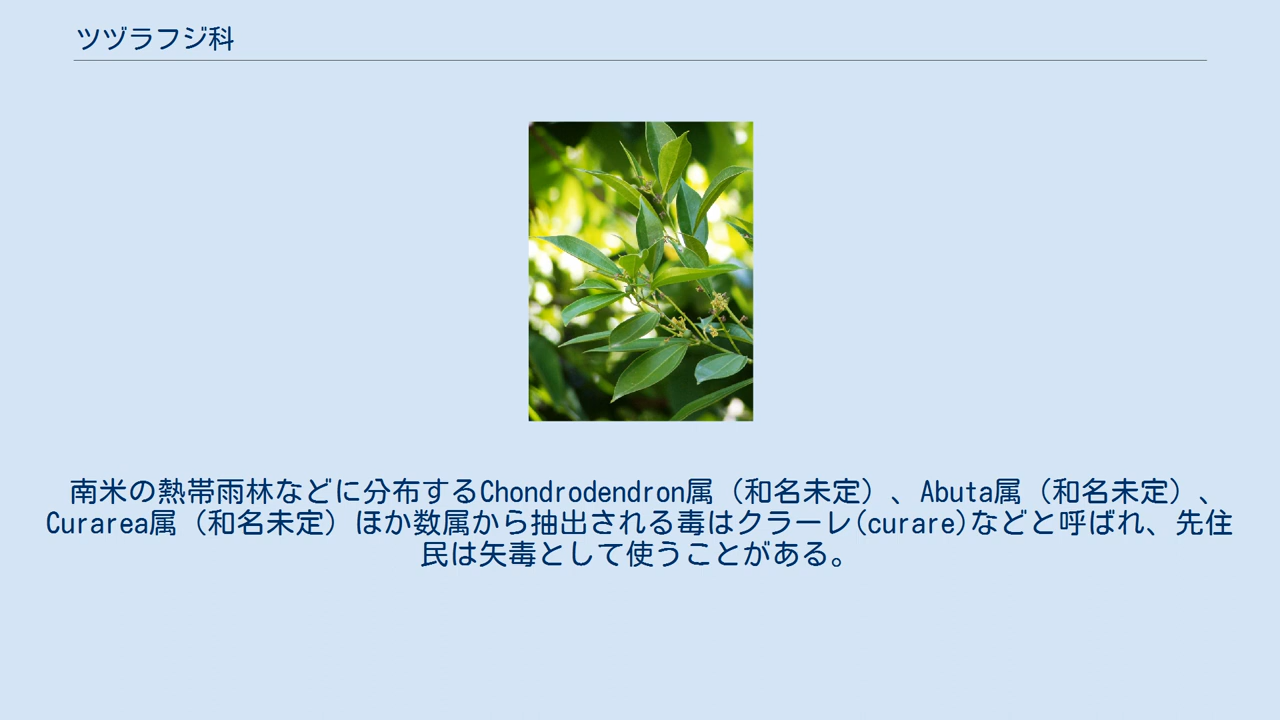 ツヅラフジ科
南米の熱帯雨林などに分布するChondrodendron属（和名未定）、Abuta属（和名未定）、
Curarea属（和名未定）ほか数属から抽出される毒はクラーレ(curare)などと呼ばれ、先住
民は矢毒として使うことがある。